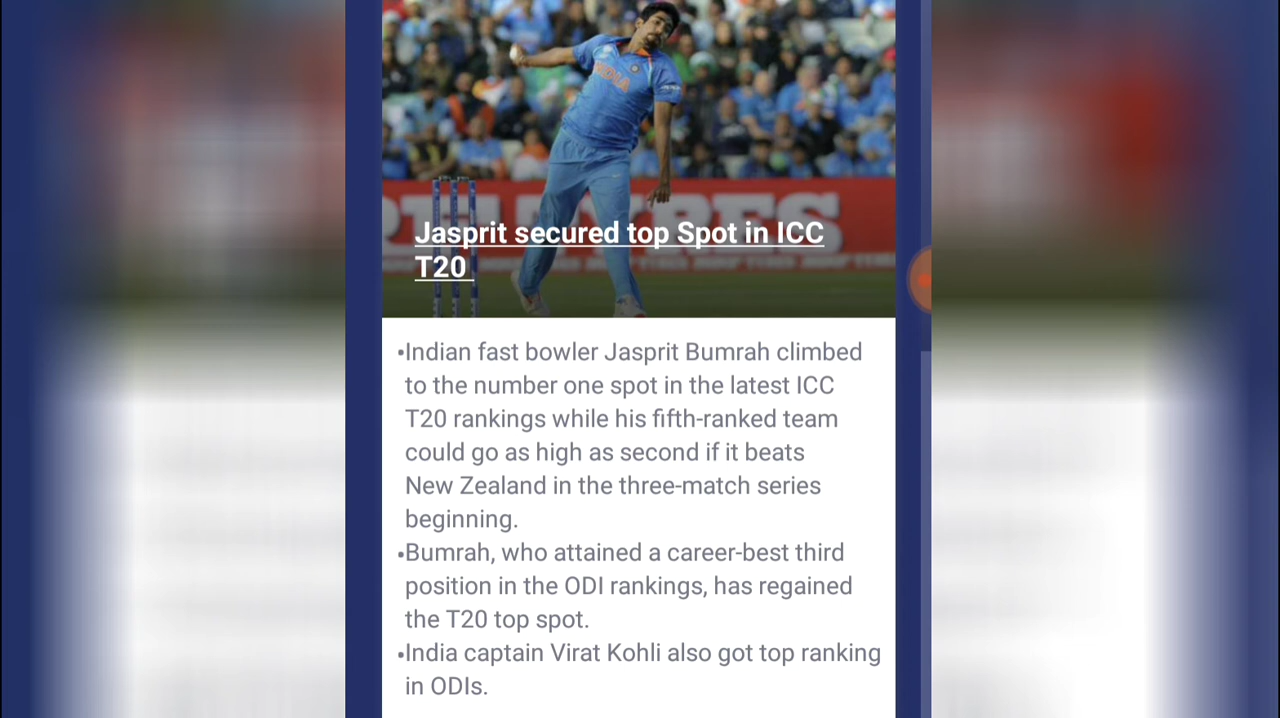 INDIA
Jasprit secured top Spot in ICC
T20
•Indian fast bowler Jasprit Bumrah climbed
to the number one spot in the latest ICC
T20 rankings while his fifth-ranked team
could go as high as second if it beats
New Zealand in the three-match series
beginning.
•Bumrah, who attained a career-best third
position in the ODI rankings, has regained
the T20 top spot.
•India captain Virat Kohli also got top ranking
in ODIs.